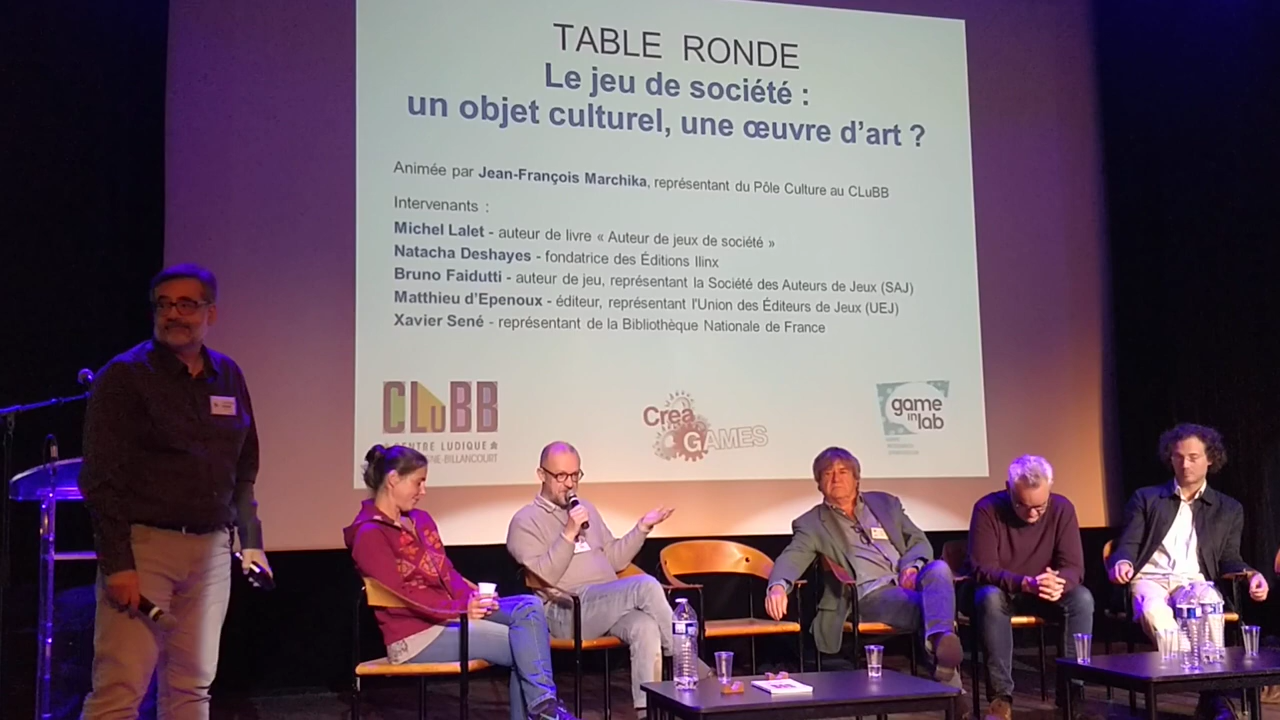 TABLE RONDE
Le jeu de société :
un objet culturel, une œuvre d'art ?
Animée par Jean-François Marchika, représentant du Pôle Culture au CLuBB
Intervenants :
Michel Lalet - auteur de livre « Auteur de jeux de société »
Natacha Deshayes - fondatrice des Éditions Ilinx
Bruno Faidutti - auteur de jeu, représentant la Société des Auteurs de Jeux (SAJ)
Matthieu d'Epenoux - éditeur, représentant l'Union des Éditeurs de Jeux (UEJ)
Xavier Sené - représentant de la Bibliothèque Nationale de France
CLuBB
CENTRE LUDIQUE
GNE-BILLANCOURT
Crea
GAMES
game
in
lab